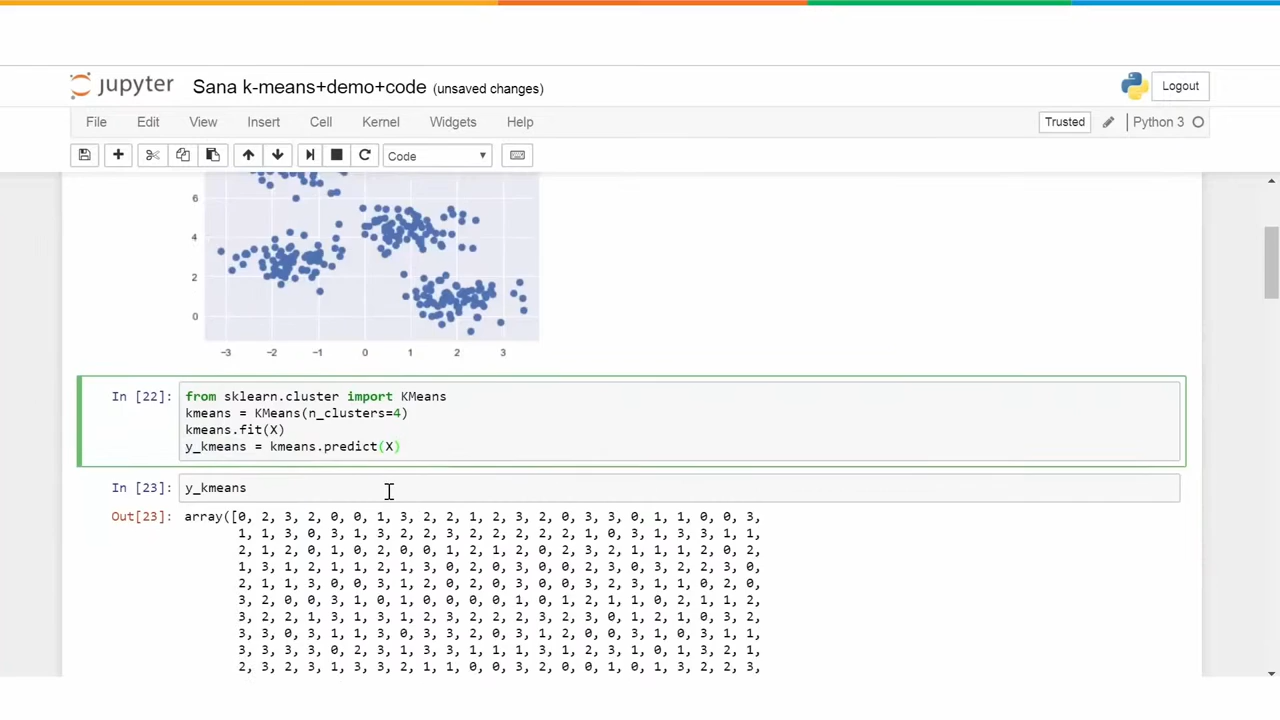 jupyter Sana k-means+demo+code (unsaved changes) Logout
File Edit View Insert Cell Kernel Widgets Help Trusted Python 3
Code
6
4
2
0
−3 −2 −1 0 1 2 3
In [22]: from sklearn.cluster import KMeans
kmeans = KMeans(n_clusters=4)
kmeans.fit(X)
y_kmeans = kmeans.predict(X)
In [23]: y_kmeans
Out[23]: array([0, 2, 3, 2, 0, 0, 1, 3, 2, 2, 1, 2, 3, 2, 0, 3, 3, 0, 1, 1, 0, 0, 3,
1, 1, 3, 0, 3, 1, 3, 2, 2, 3, 2, 2, 2, 2, 2, 1, 0, 3, 1, 3, 3, 1, 1,
2, 1, 2, 0, 1, 0, 2, 0, 0, 1, 2, 1, 2, 0, 2, 3, 2, 1, 1, 1, 2, 0, 2,
1, 3, 1, 2, 1, 1, 2, 1, 3, 0, 2, 0, 3, 0, 0, 2, 3, 0, 3, 2, 2, 3, 0,
2, 1, 1, 3, 0, 0, 3, 1, 2, 0, 2, 0, 3, 0, 0, 3, 2, 3, 1, 1, 0, 2, 0,
3, 2, 0, 0, 3, 1, 0, 1, 0, 0, 0, 0, 1, 0, 1, 2, 1, 1, 0, 2, 1, 1, 2,
3, 2, 2, 1, 3, 1, 3, 1, 2, 3, 2, 2, 2, 3, 2, 3, 0, 1, 2, 1, 0, 3, 2,
3, 3, 0, 3, 1, 1, 3, 0, 3, 3, 2, 0, 3, 1, 2, 0, 0, 3, 1, 0, 3, 1, 1,
3, 3, 3, 3, 0, 2, 3, 1, 3, 3, 1, 1, 1, 3, 1, 2, 3, 1, 0, 1, 3, 2, 1,
2, 3, 2, 3, 1, 3, 3, 2, 1, 1, 0, 0, 3, 2, 0, 0, 1, 0, 1, 3, 2, 2, 3,